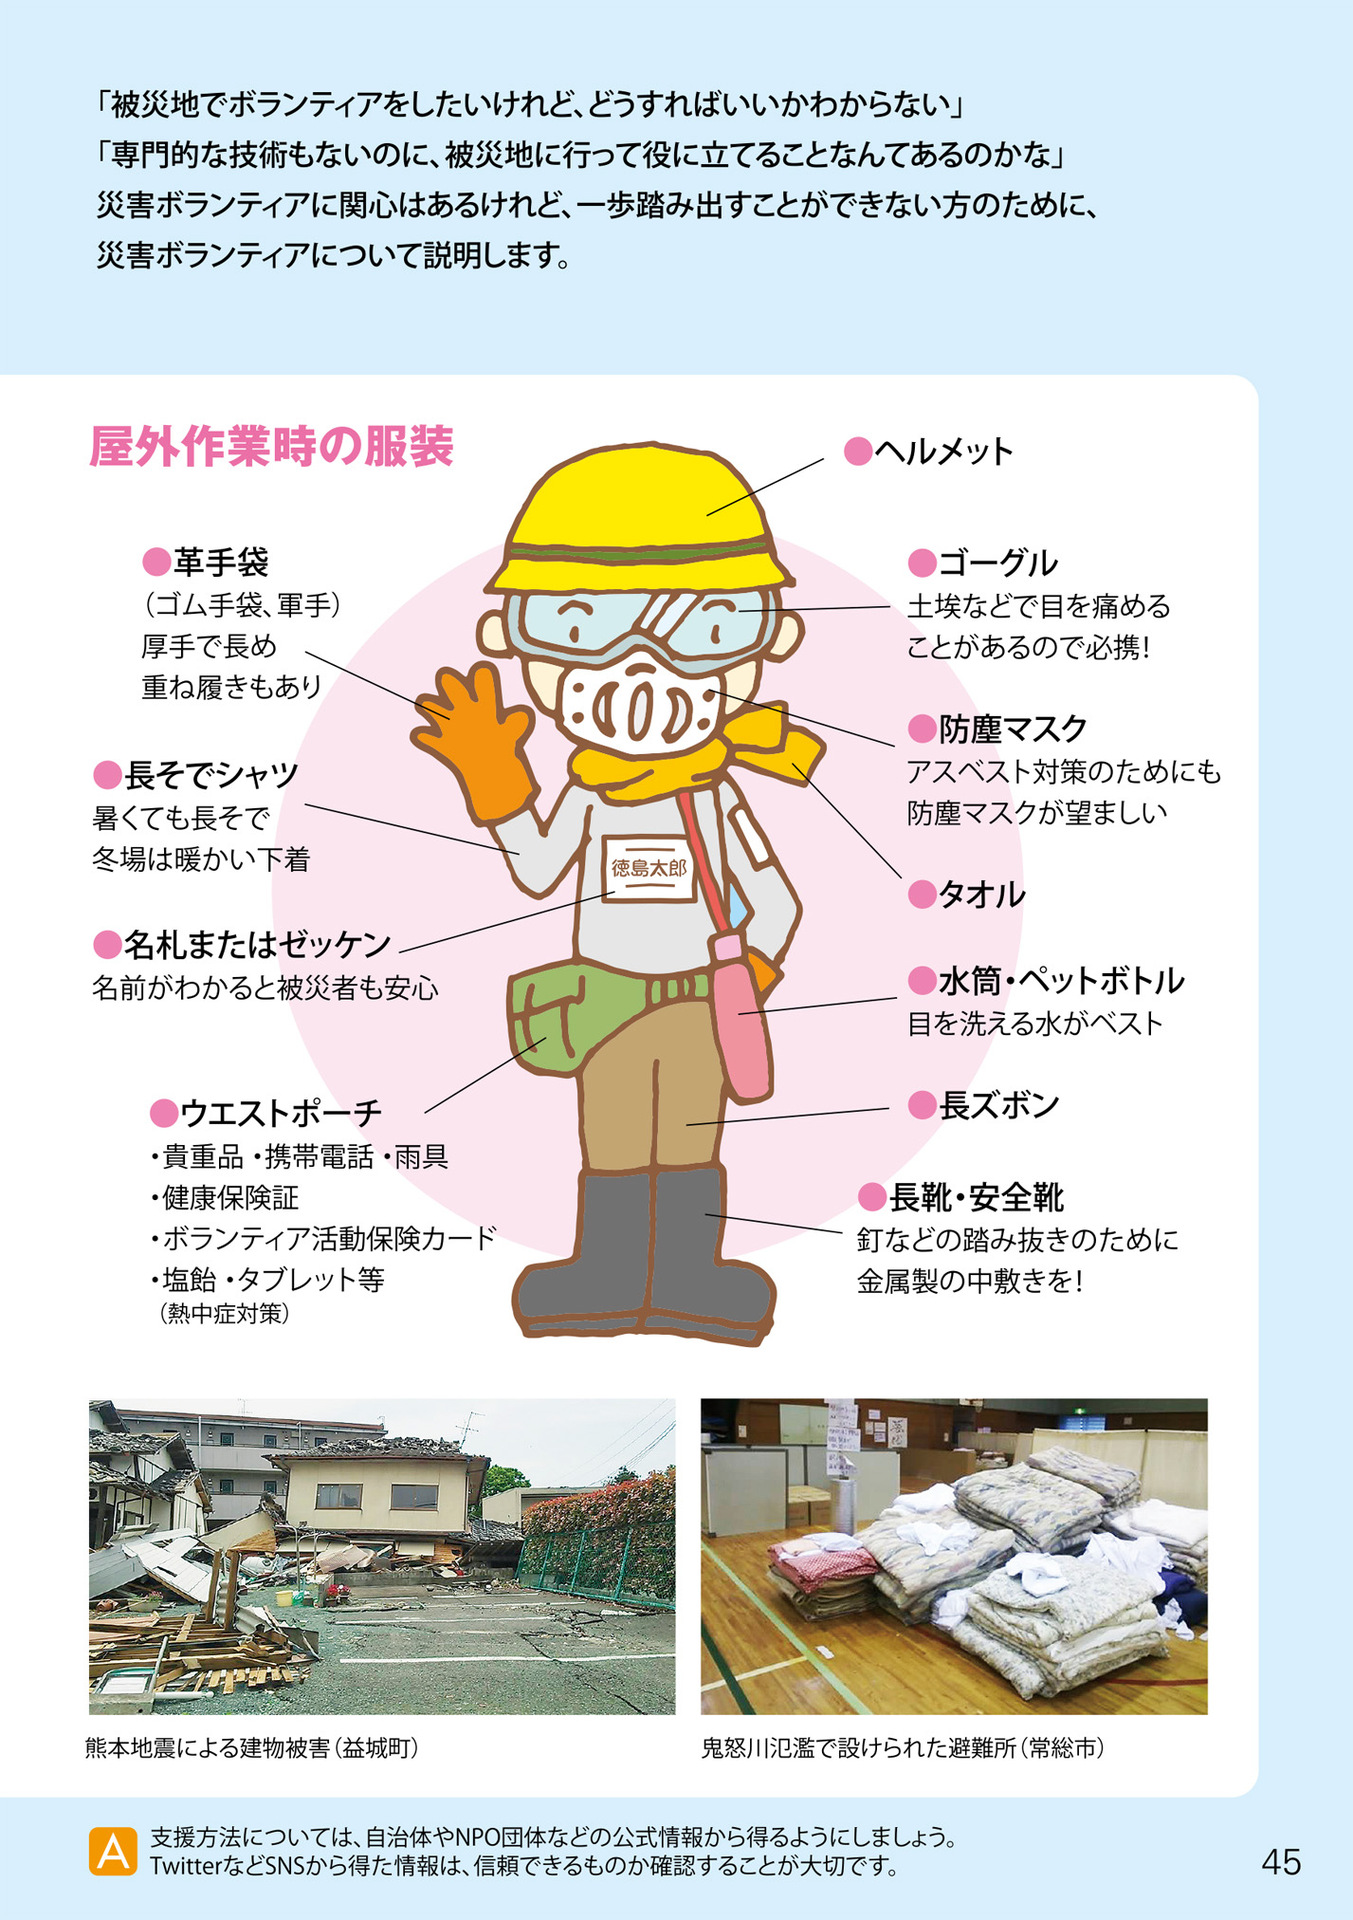 「被災地でボランティアをしたいけれど、どうすればいいかわからない」
「専門的な技術もないのに、被災地に行って役に立てることなんてあるのかな」
災害ボランティアに関心はあるけれど、一歩踏み出すことができない方のために、
災害ボランティアについて説明します。
屋外作業時の服装
●革手袋
（ゴム手袋、軍手）
厚手で長め
重ね履きもあり
●長そでシャツ
暑くても長そで
冬場は暖かい下着
●名札またはゼッケン
名前がわかると被災者も安心
●ウエストポーチ
・貴重品 ・携帯電話 ・雨具
・健康保険証
・ボランティア活動保険カード
・塩飴 ・タブレット等
（熱中症対策）
徳島太郎
●ヘルメット
●ゴーグル
土埃などで目を痛める
ことがあるので必携！
●防塵マスク
アスベスト対策のためにも
防塵マスクが望ましい
●タオル
●水筒・ペットボトル
目を洗える水がベスト
●長ズボン
●長靴・安全靴
釘などの踏み抜きのために
金属製の中敷きを！
熊本地震による建物被害（益城町）
鬼怒川氾濫で設けられた避難所（常総市）
A 支援方法については、自治体やNPO団体などの公式情報から得るようにしましょう。
TwitterなどSNSから得た情報は、信頼できるものか確認することが大切です。
45